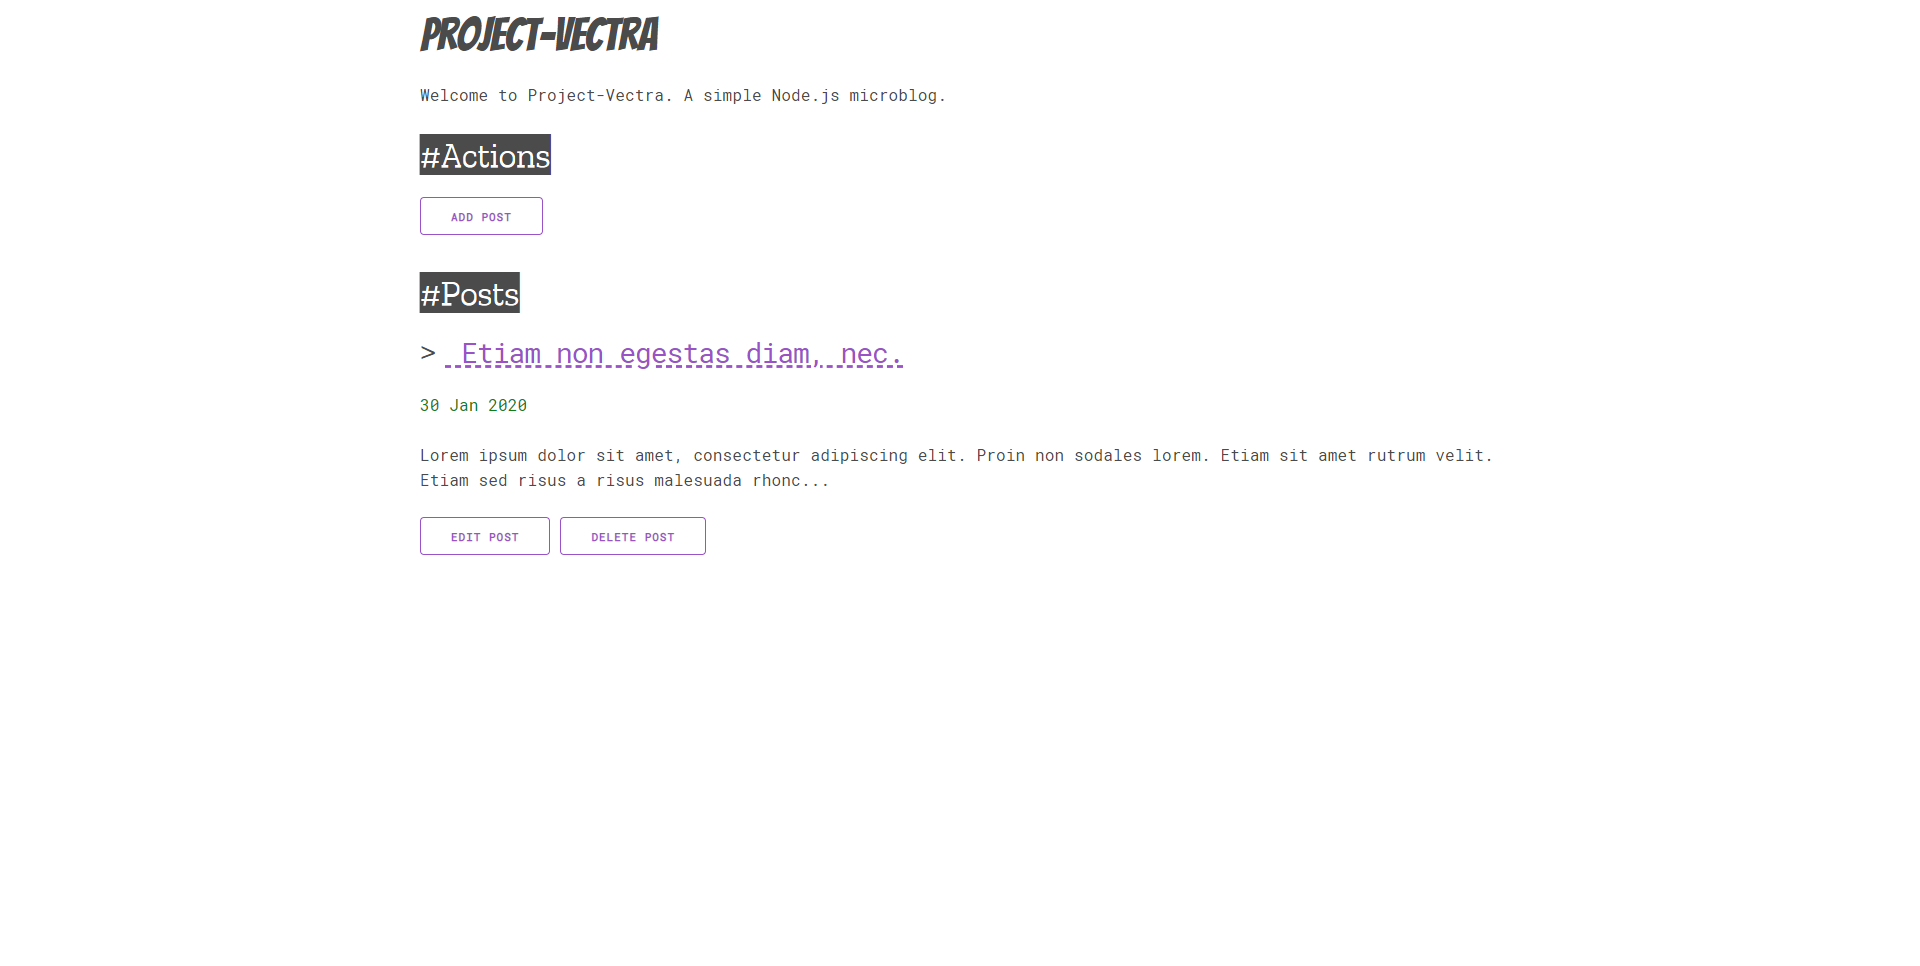 PROJECT-VECTRA
Welcome to Project-Vectra. A simple Node.js microblog.
#Actions
ADD POST
#Posts
> Etiam non egestas diam, nec.
30 Jan 2020
Lorem ipsum dolor sit amet, consectetur adipiscing elit. Proin non sodales lorem. Etiam sit amet rutrum velit.
Etiam sed risus a risus malesuada rhonc...
EDIT POST DELETE POST